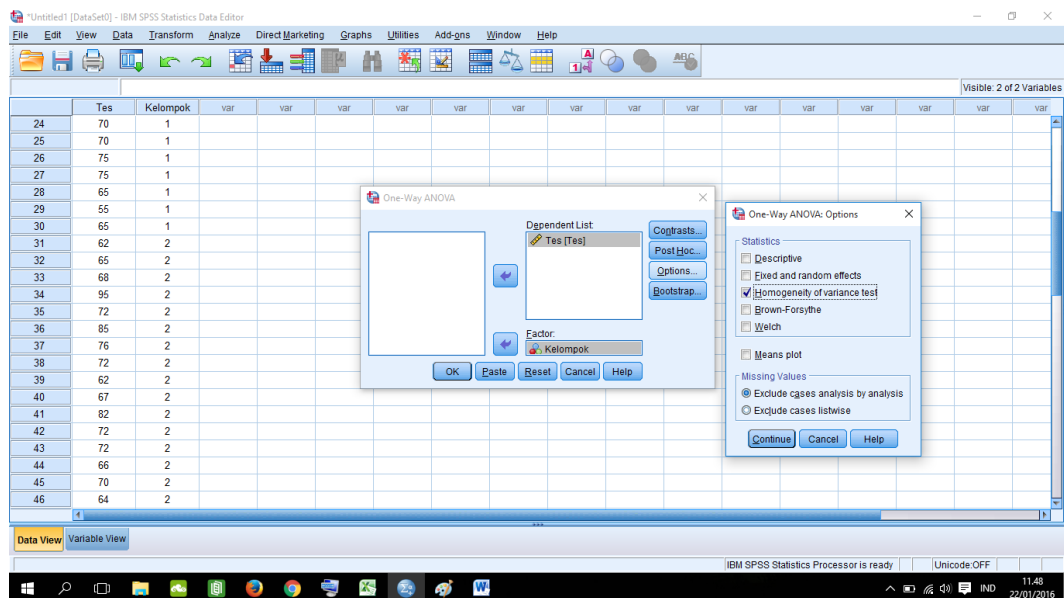 *Untitled1 [DataSet0] - IBM SPSS Statistics Data Editor
File Edit View Data Transform Analyze Direct Marketing Graphs Utilities Add-ons Window Help
Visible: 2 of 2 Variables
Tes Kelompok var var var var var var var var var var var var var var var
24 70 1
25 70 1
26 75 1
27 75 1
28 65 1
29 55 1
30 65 1
31 62 2
32 65 2
33 68 2
34 95 2
35 72 2
36 85 2
37 76 2
38 72 2
39 62 2
40 67 2
41 82 2
42 72 2
43 72 2
44 66 2
45 70 2
46 64 2
One-Way ANOVA
Dependent List:
Tes [Tes]
Factor:
Kelompok
Contrasts...
Post Hoc...
Options...
Bootstrap...
OK Paste Reset Cancel Help
One-Way ANOVA: Options
Statistics
Descriptive
Fixed and random effects
Homogeneity of variance test
Brown-Forsythe
Welch
Means plot
Missing Values
Exclude cases analysis by analysis
Exclude cases listwise
Continue Cancel Help
Data View Variable View
IBM SPSS Statistics Processor is ready Unicode:OFF
IND 11.48
22/01/2016